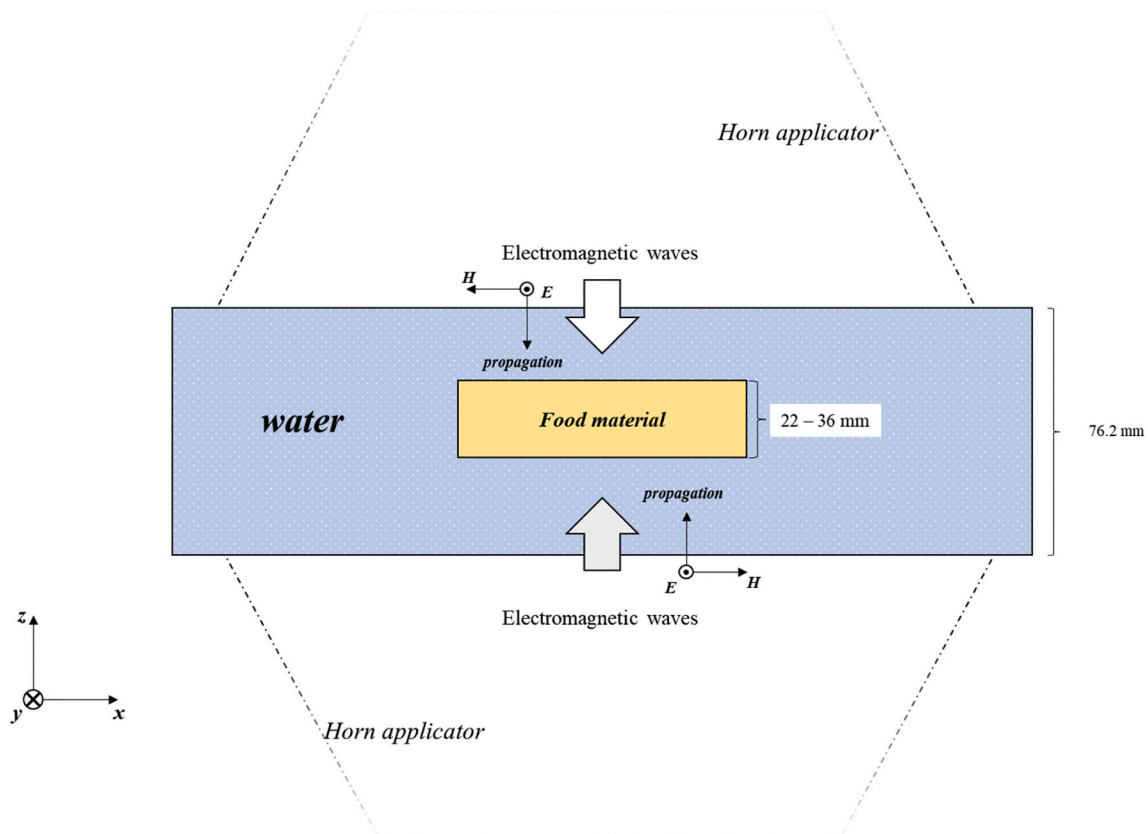 Horn applicator
Electromagnetic waves
H
E
propagation
water
Food material
22 – 36 mm
76.2 mm
propagation
E
H
Electromagnetic waves
z
y
x
Horn applicator